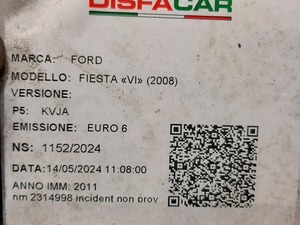 DISFACAR
MARCA: FORD
MODELLO: FIESTA «VI» (2008)
VERSIONE:
P5: KVJA
EMISSIONE: EURO 6
NS: 1152/2024
DATA:14/05/2024 11:08:00
ANNO IMM: 2011
nm 2314998 incident non prov